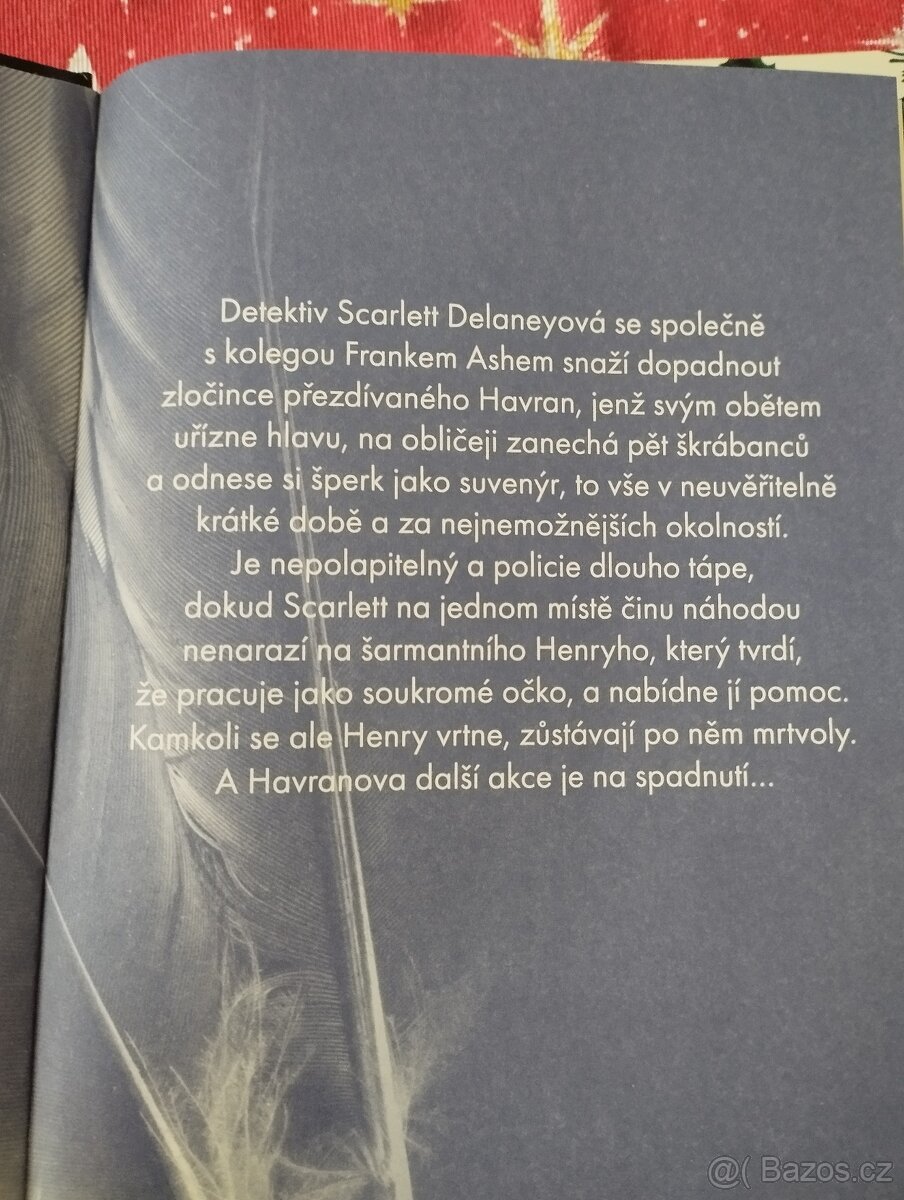 Detektiv Scarlett Delaneyová se společně
s kolegou Frankem Ashem snaží dopadnout
zločince přezdívaného Havran, jenž svým obětem
uřízne hlavu, na obličeji zanechá pět škrábanců
a odnese si šperk jako suvenýr, to vše v neuvěřitelně
krátké době a za nejnemožnějších okolností.
Je nepolapitelný a policie dlouho tápe,
dokud Scarlett na jednom místě činu náhodou
nenarazí na šarmantního Henryho, který tvrdí,
že pracuje jako soukromé očko, a nabídne jí pomoc.
Kamkoli se ale Henry vrtne, zůstávají po něm mrtvoly.
A Havranova další akce je na spadnutí...
@( Bazos.cz